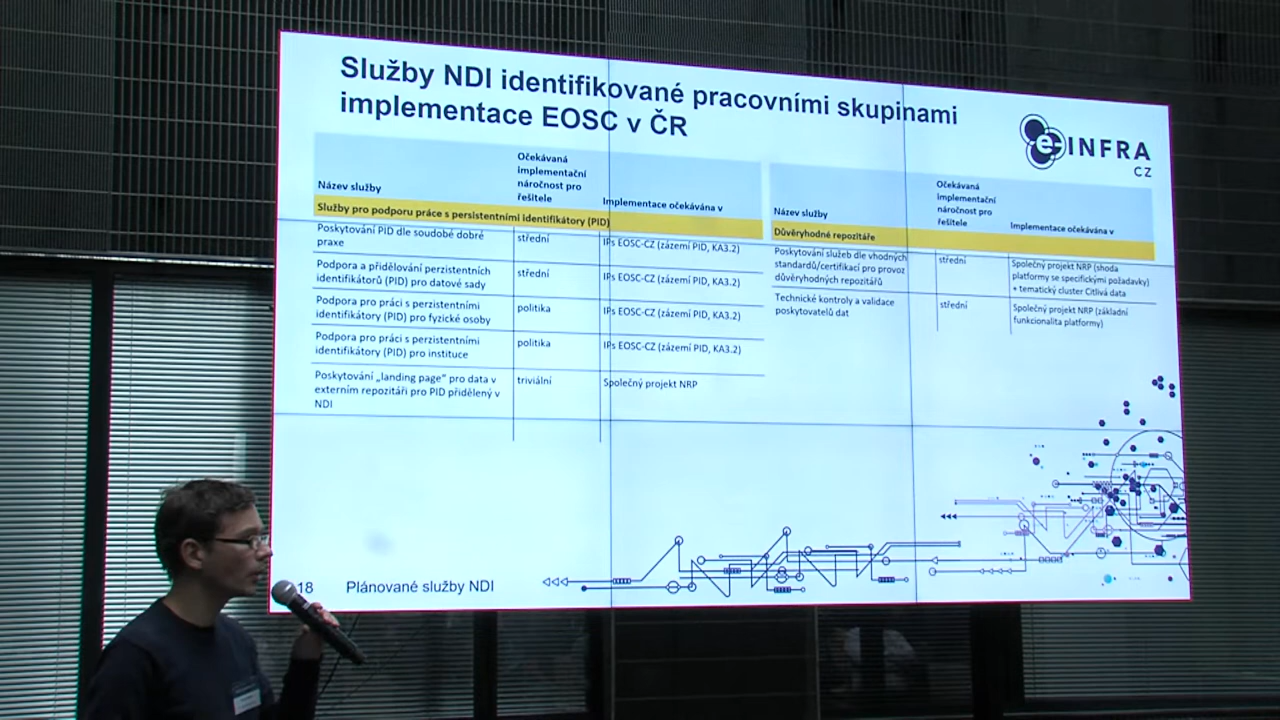 Služby NDI identifikované pracovními skupinami
implementace EOSC v ČR
e-INFRA
CZ
Název služby
Očekávaná
implementační
náročnost pro
řešitele
Implementace očekávána v
Služby pro podporu práce s persistentními identifikátory (PID)
Poskytování PID dle soudobé dobré
praxe
střední
IPs EOSC-CZ (zázemí PID, KA3.2)
Podpora a přidělování perzistentních
identifikátorů (PID) pro datové sady
střední
IPs EOSC-CZ (zázemí PID, KA3.2)
Podpora pro práci s perzistentními
identifikátory (PID) pro fyzické osoby
politika
IPs EOSC-CZ (zázemí PID, KA3.2)
Podpora pro práci s perzistentními
identifikátory (PID) pro instituce
politika
IPs EOSC-CZ (zázemí PID, KA3.2)
Poskytování „landing page" pro data v
externím repozitáři pro PID přidělený v
NDI
triviální
Společný projekt NRP
Název služby
Očekávaná
implementační
náročnost pro
řešitele
Implementace očekávána v
Důvěryhodné repozitáře
Poskytování služeb dle vhodných
standardů/certifikací pro provoz
důvěryhodných repozitářů
střední
Společný projekt NRP (shoda
platformy se specifickými požadavky)
+ tematický cluster Citlivá data
Technické kontroly a validace
poskytovatelů dat
střední
Společný projekt NRP (základní
funkcionalita platformy)
18 Plánované služby NDI